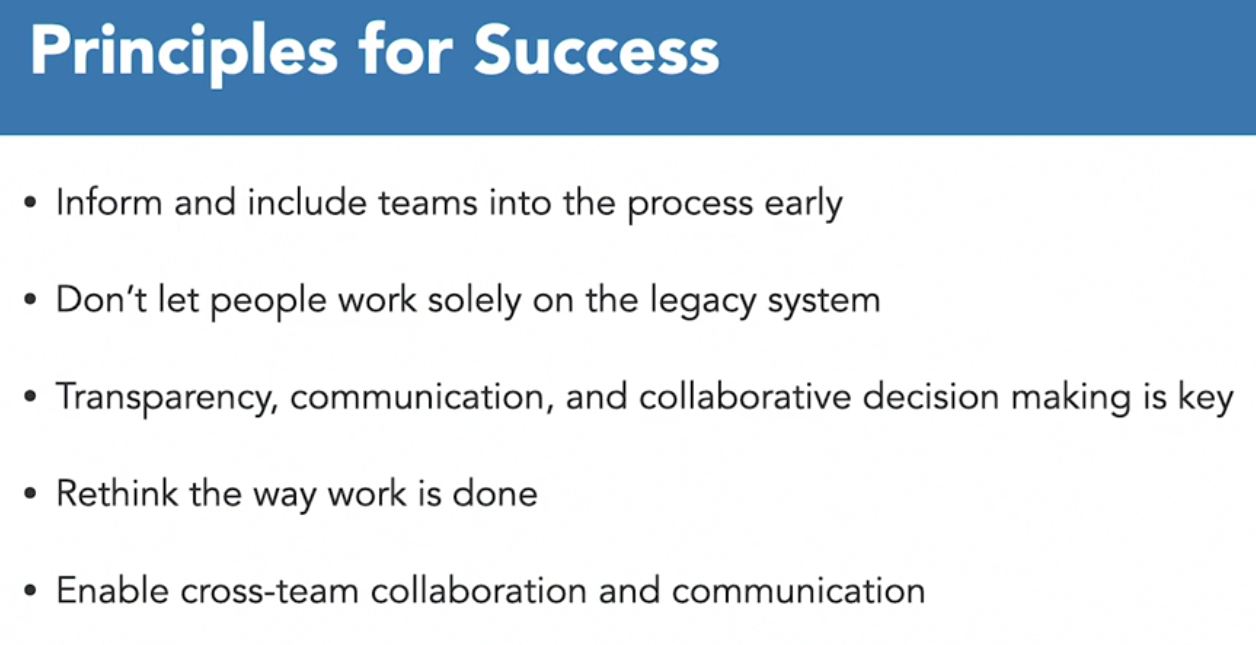 Principles for Success
• Inform and include teams into the process early
• Don’t let people work solely on the legacy system
• Transparency, communication, and collaborative decision making is key
• Rethink the way work is done
• Enable cross-team collaboration and communication